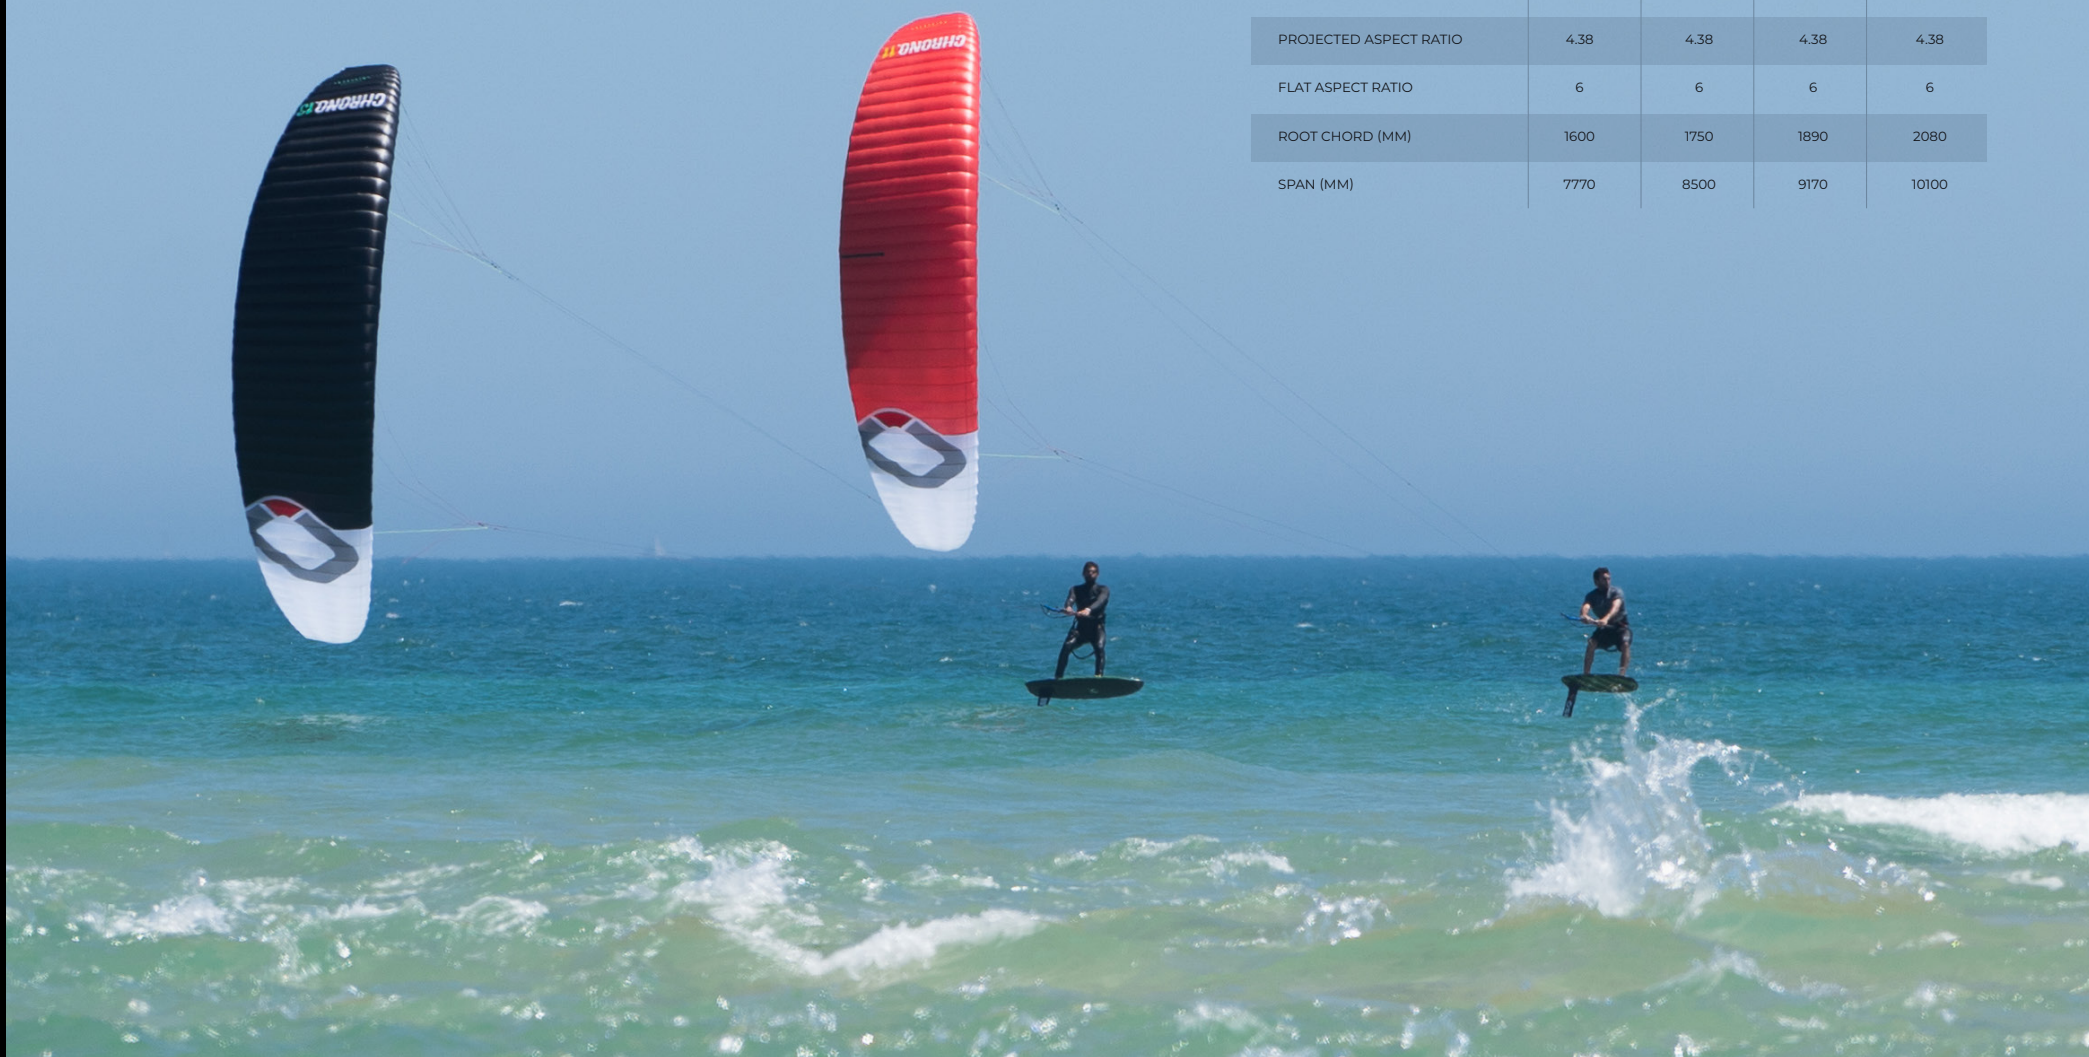 PROJECTED ASPECT RATIO 4.38 4.38 4.38 4.38
FLAT ASPECT RATIO 6 6 6 6
ROOT CHORD (MM) 1600 1750 1890 2080
SPAN (MM) 7770 8500 9170 10100
CHRONO 11
CHRONO